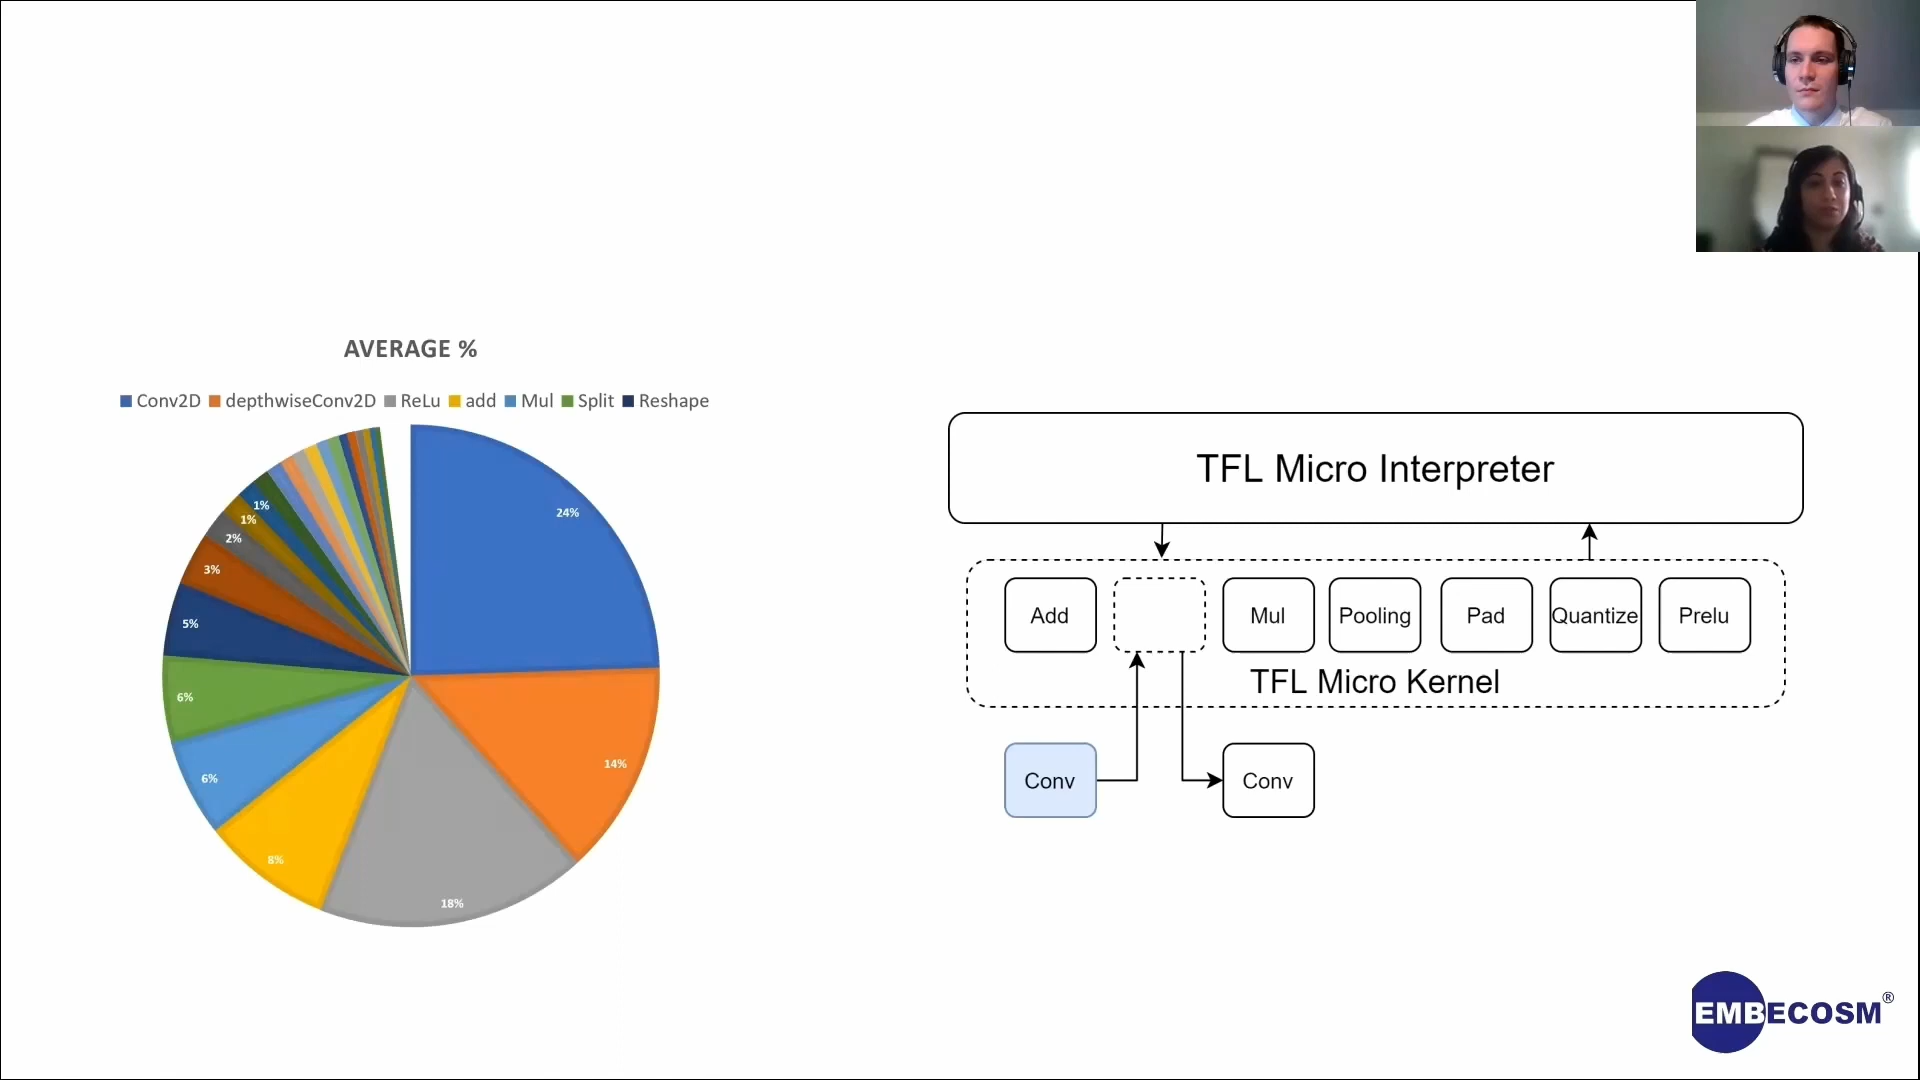 AVERAGE %
Conv2D depthwiseConv2D ReLu add Mul Split Reshape
24%
14%
18%
8%
6%
6%
5%
3%
2%
1%
1%
TFL Micro Interpreter
Add Mul Pooling Pad Quantize Prelu
TFL Micro Kernel
Conv Conv
EMBECOSM®